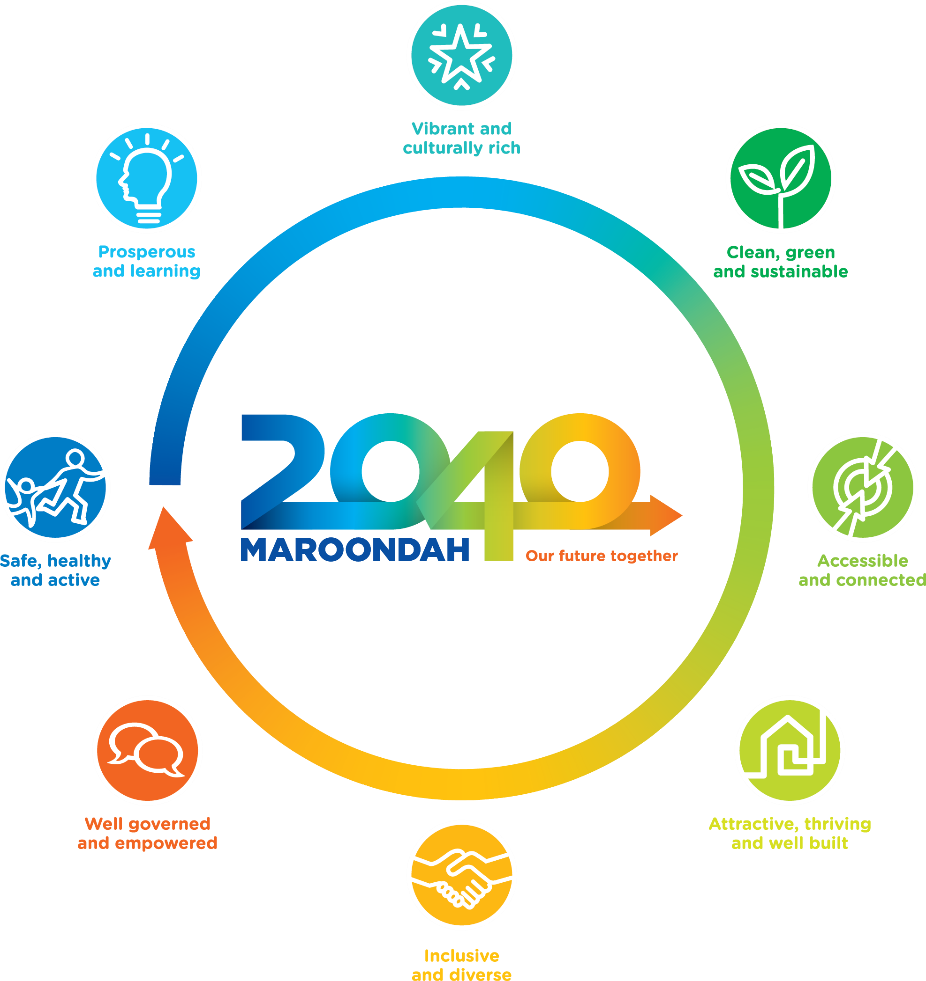 Vibrant and
culturally rich
Prosperous
and learning
Clean, green
and sustainable
2040
MAROONDAH
Our future together
Safe, healthy
and active
Accessible
and connected
Well governed
and empowered
Attractive, thriving
and well built
Inclusive
and diverse